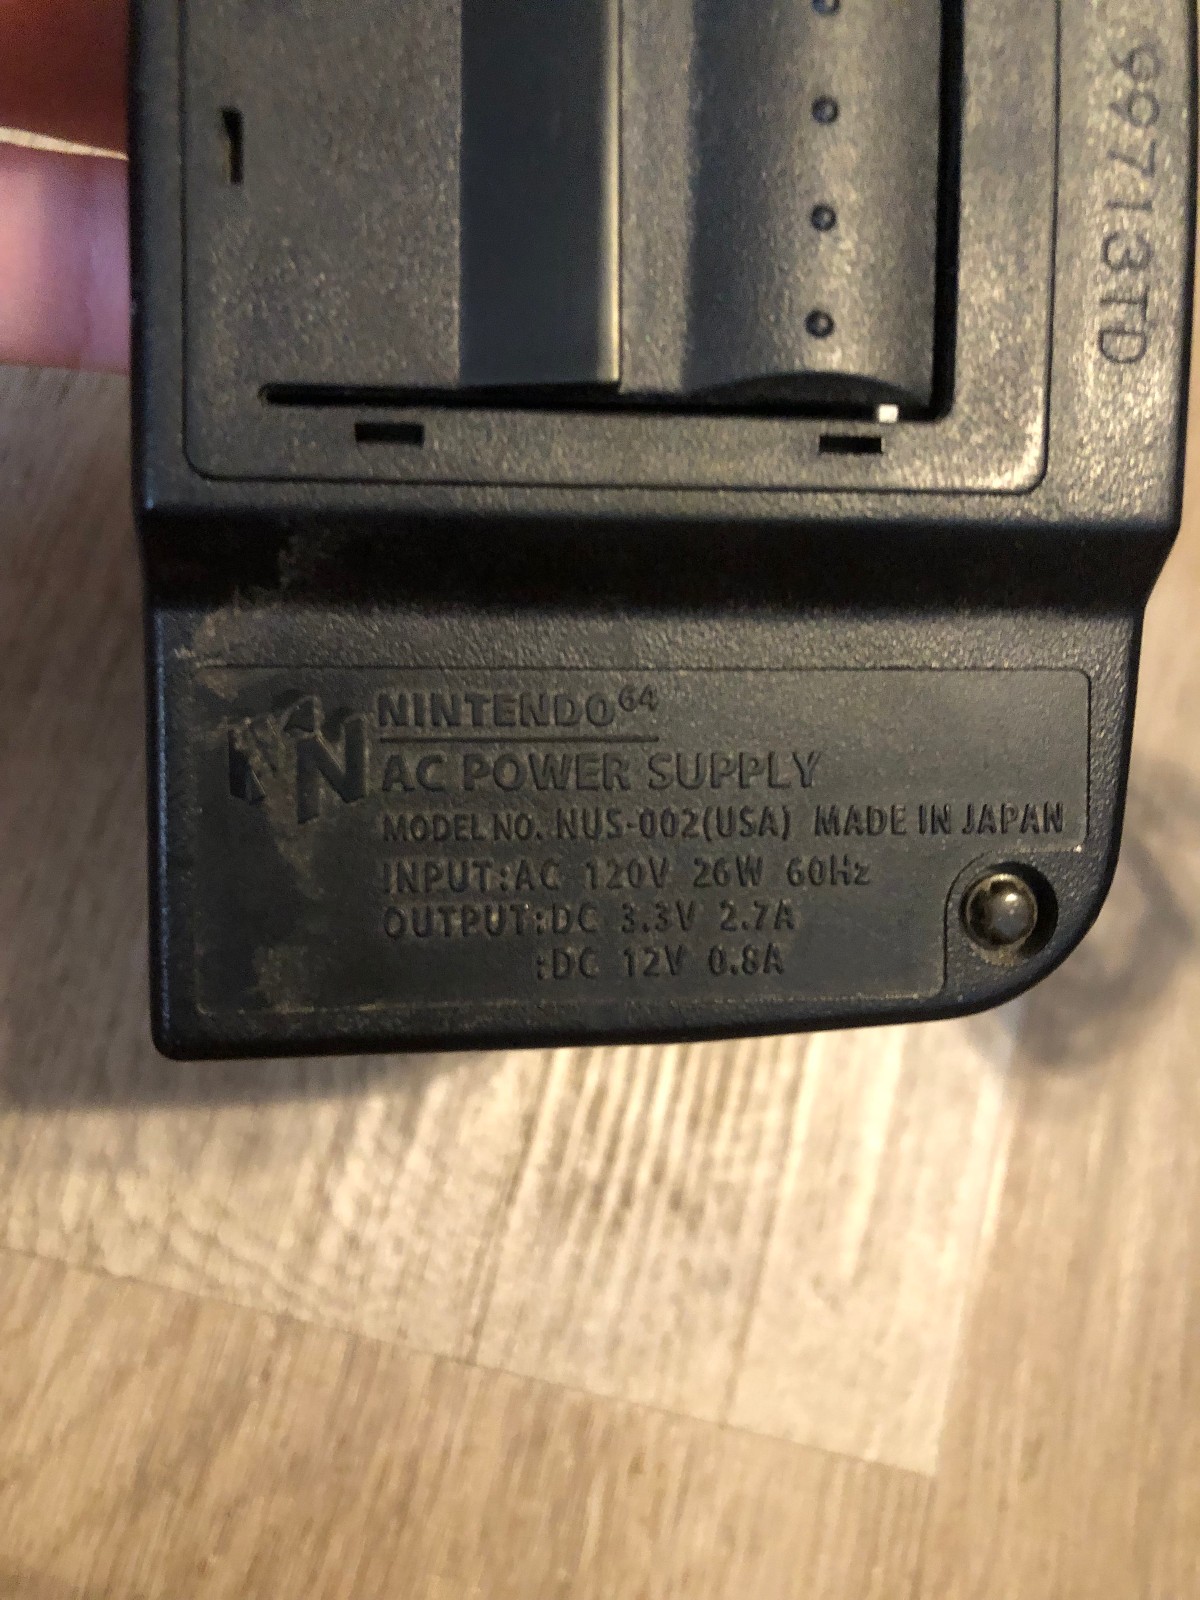 99713TD
NINTENDO64
AC POWER SUPPLY
MODEL NO. NUS-002(USA) MADE IN JAPAN
INPUT:AC 120V 26W 60Hz
OUTPUT:DC 3.3V 2.7A
:DC 12V 0.8A